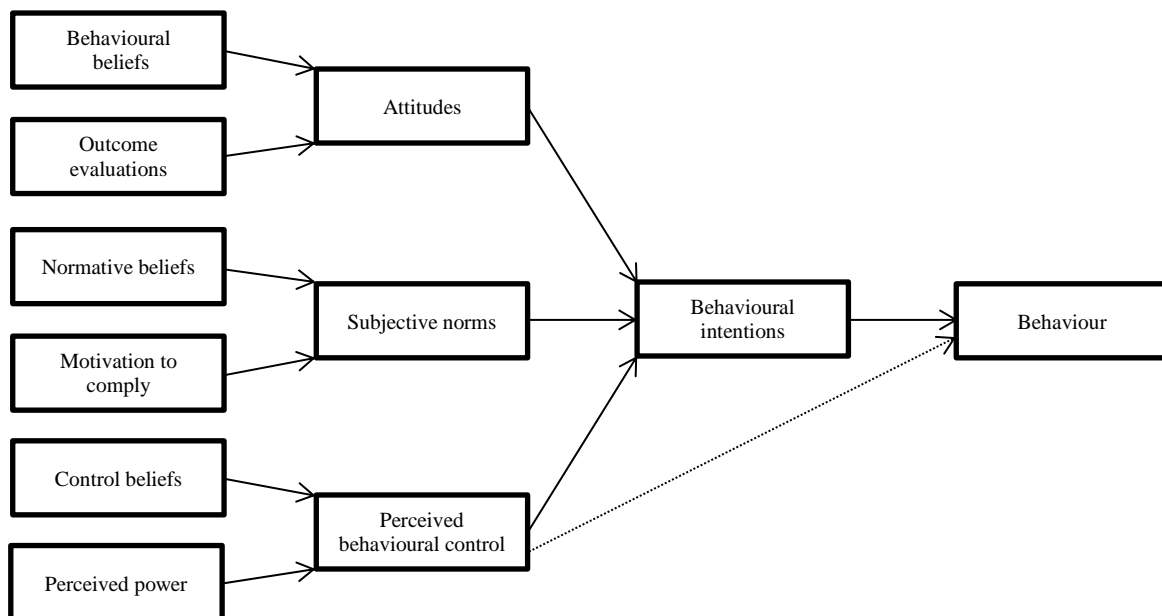 Behavioural
beliefs
Attitudes
Outcome
evaluations
Normative beliefs
Subjective norms
Motivation to
comply
Behavioural
intentions
Behaviour
Control beliefs
Perceived
behavioural control
Perceived power